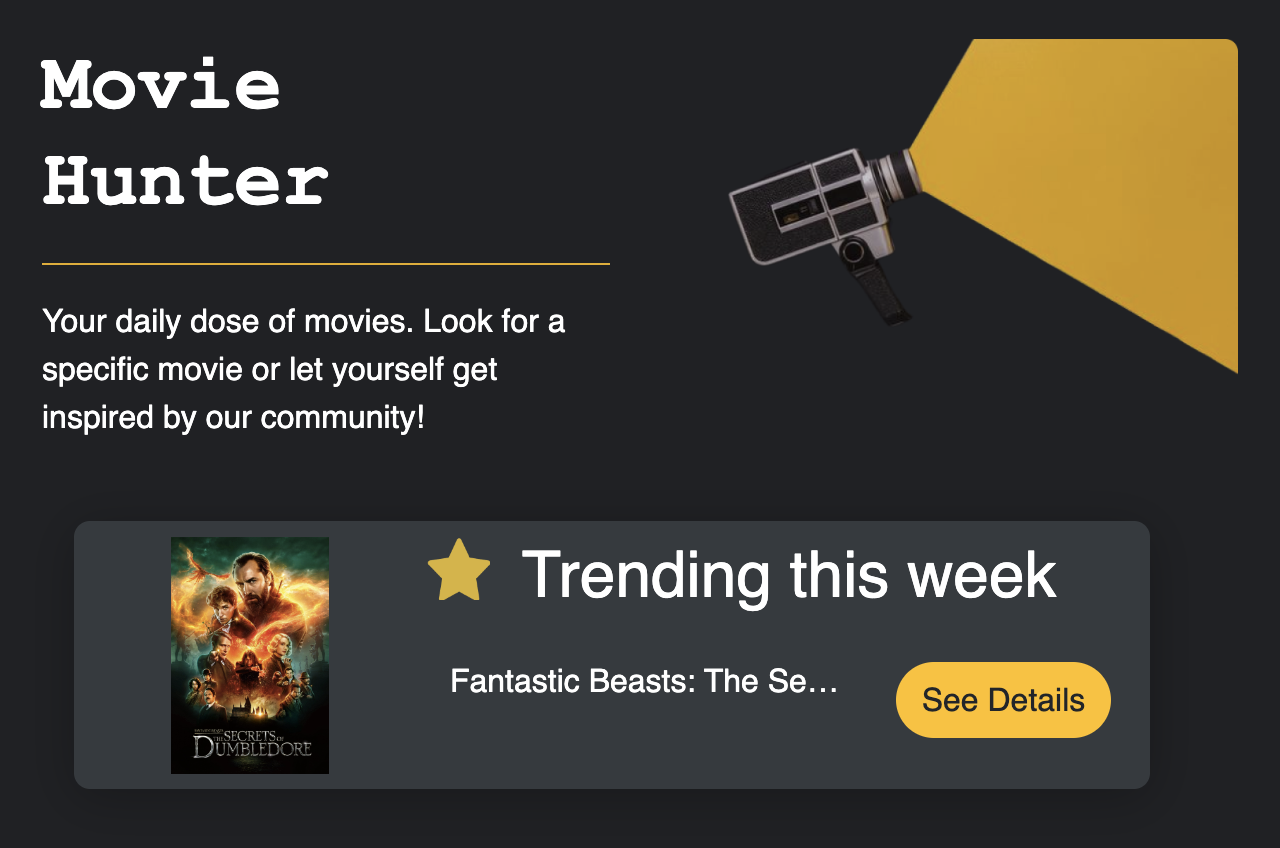 Movie
Hunter
Your daily dose of movies. Look for a
specific movie or let yourself get
inspired by our community!
Trending this week
Fantastic Beasts: The Se...
See Details
THE SECRETS OF
DUMBLEDORE